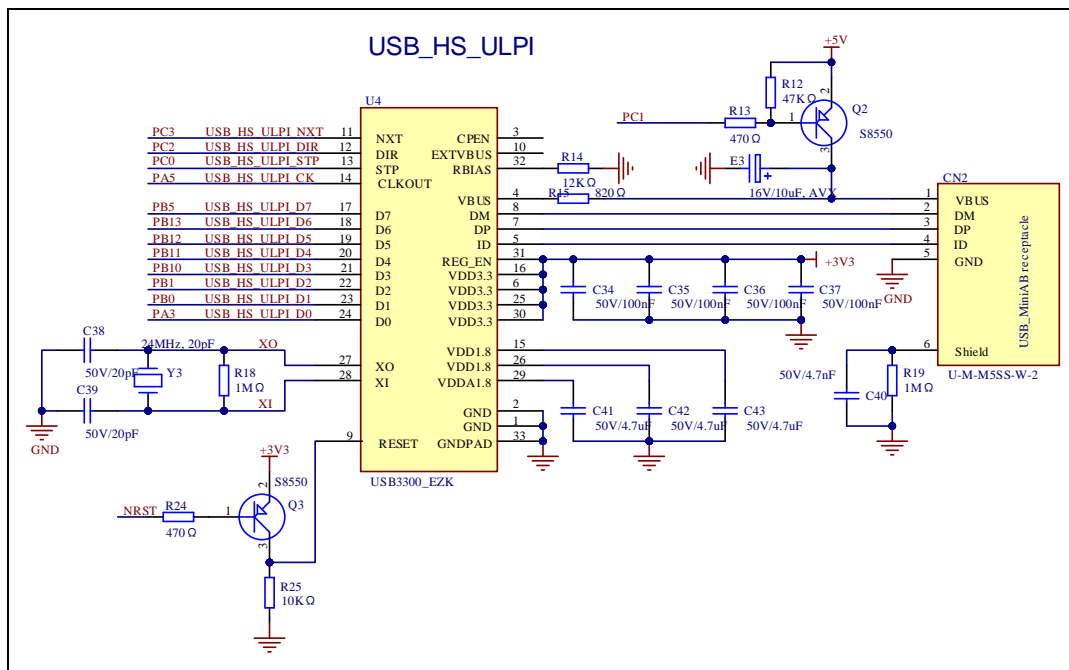 USB_HS_ULPI
+5V
R12
47KΩ
2
Q2
S8550
1
3
PC1
R13
470Ω
U4
PC3 USB_HS_ULPI_NXT 11 NXT
PC2 USB_HS_ULPI_DIR 12 DIR
PC0 USB_HS_ULPI_STP 13 STP
PA5 USB_HS_ULPI_CK 14 CLKOUT
PB5 USB_HS_ULPI_D7 17 D7
PB13 USB_HS_ULPI_D6 18 D6
PB12 USB_HS_ULPI_D5 19 D5
PB11 USB_HS_ULPI_D4 20 D4
PB10 USB_HS_ULPI_D3 21 D3
PB1 USB_HS_ULPI_D2 22 D2
PB0 USB_HS_ULPI_D1 23 D1
PA3 USB_HS_ULPI_D0 24 D0
CPEN 3
EXTVBUS 10
RBIAS 32
R14
12KΩ
E3
+
16V/10uF, AVX
VBUS 4
R15 820Ω
DM 8
DP 7
ID 5
REG_EN 31
VDD3.3 16
VDD3.3 6
VDD3.3 25
VDD3.3 30
+3V3
C34
50V/100nF
C35
50V/100nF
C36
50V/100nF
C37
50V/100nF
CN2
1 VBUS
2 DM
3 DP
4 ID
5 GND
GND
USB_MiniAB receptacle
6 Shield
U-M-M5SS-W-2
50V/4.7nF
C40
R19
1MΩ
C38
50V/20pF
24MHz, 20pF
Y3
XO
R18
1MΩ
XI
C39
50V/20pF
GND
27 XO
28 XI
VDD1.8 15
VDD1.8 26
VDDA1.8 29
C41
50V/4.7uF
C42
50V/4.7uF
C43
50V/4.7uF
GND 2
GND 1
GNDPAD 33
9 RESET
USB3300_EZK
+3V3
S8550
2
Q3
NRST
R24
470Ω
1
3
R25
10KΩ